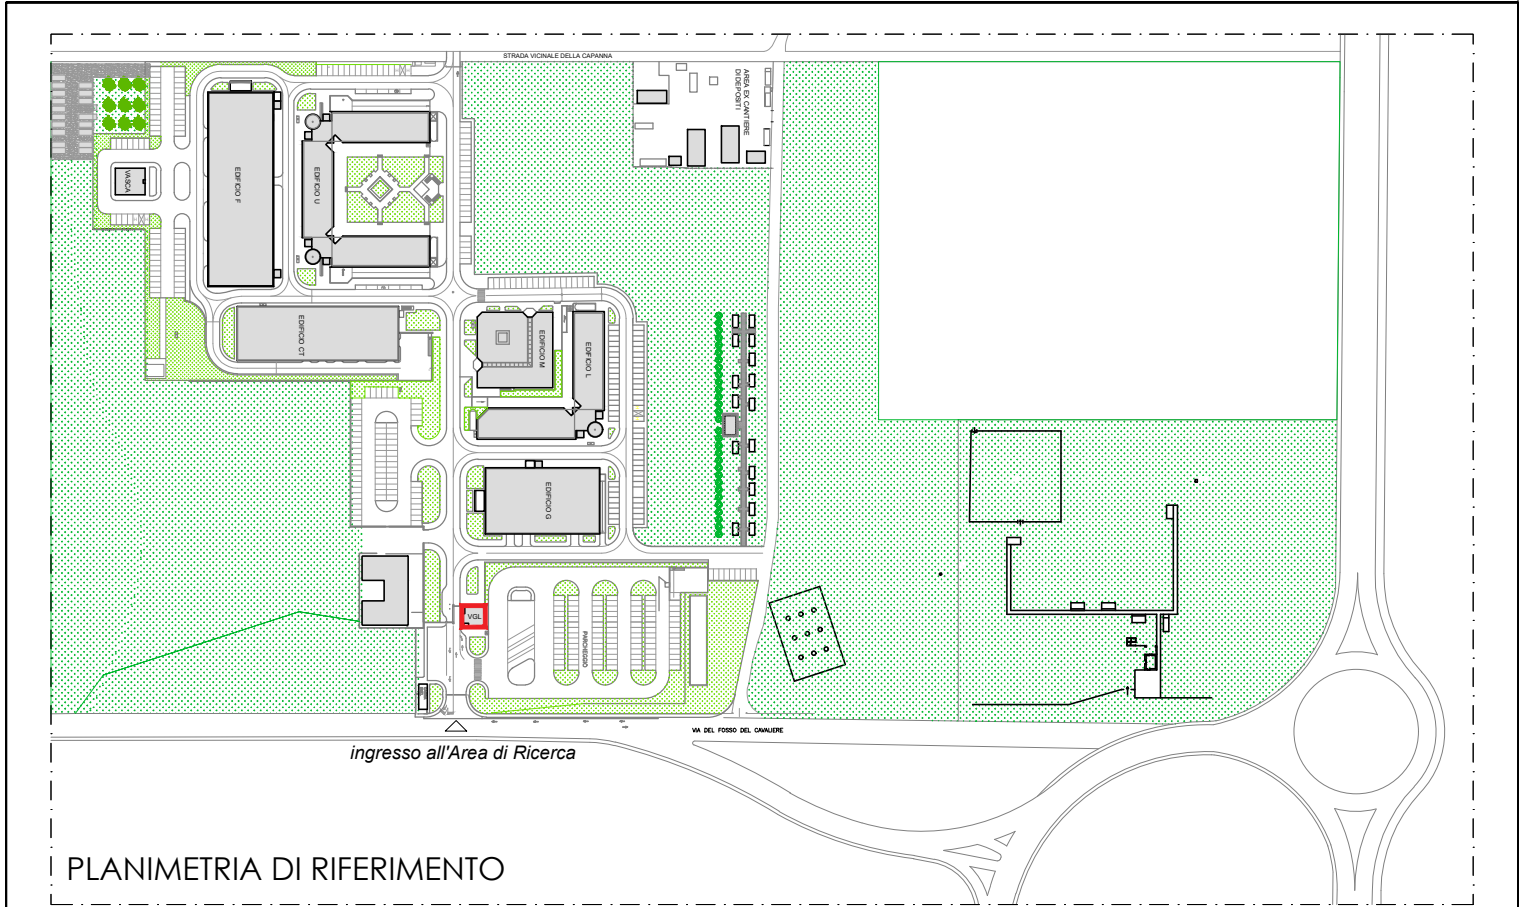 STRADA VICINALE DELLA CAPANNA
AREA EX CANTIERE
DI DEPOSITI
VASCA
EDIFICIO F
EDIFICIO U
EDIFICIO CT
EDIFICIO M
EDIFICIO L
EDIFICIO G
VGL
PARCHEGGIO
VIA DEL FOSSO DEL CAVALIERE
ingresso all'Area di Ricerca
PLANIMETRIA DI RIFERIMENTO